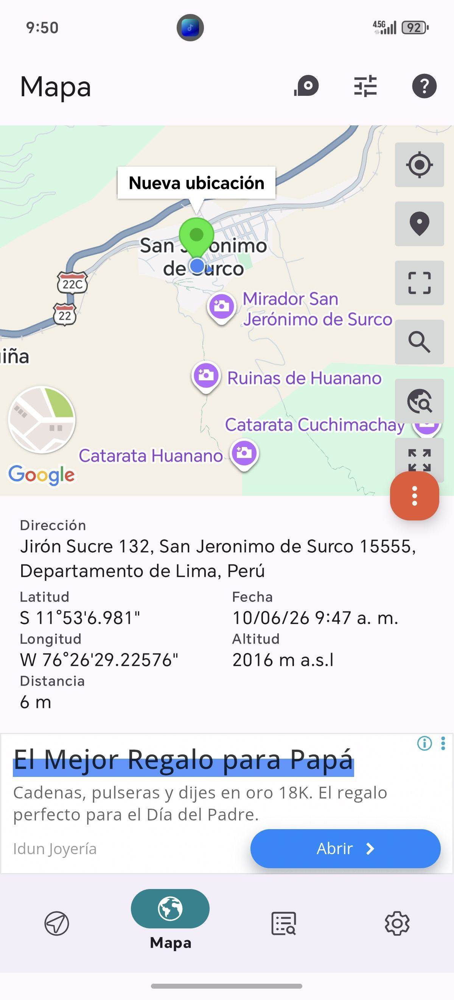 9:50
4.5G
92
Mapa
Nueva ubicación
San
onimo
de
urco
22C
22
Mirador San
Jerónimo de Surco
iña
Ruinas de Huanano
Catarata Cuchimachay
Catarata Huanano
Google
Dirección
Jirón Sucre 132, San Jeronimo de Surco 15555,
Departamento de Lima, Perú
Latitud
S 11°53'6.981"
Fecha
10/06/26 9:47 a. m.
Longitud
W 76°26'29.22576"
Altitud
2016 m a.s.l
Distancia
6 m
El Mejor Regalo para Papá
Cadenas, pulseras y dijes en oro 18K. El regalo
perfecto para el Día del Padre.
Idun Joyería
Abrir
Mapa